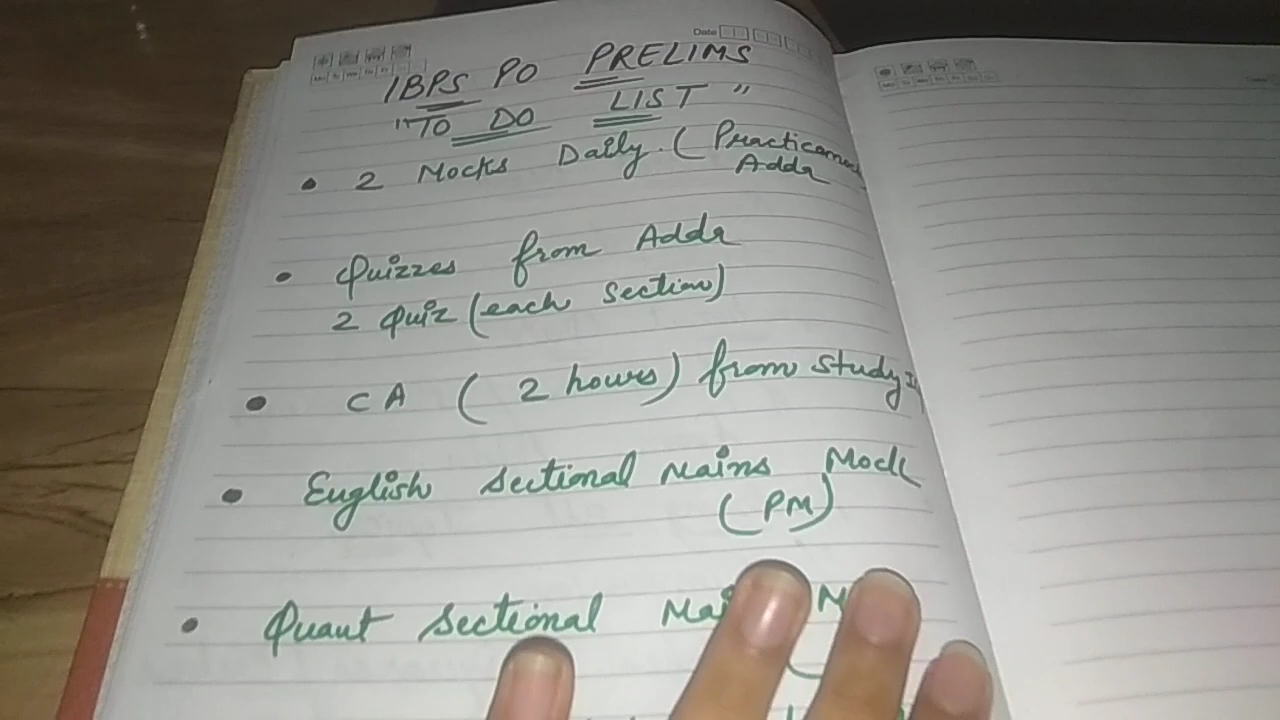 Date
IBPS PO PRELIMS
"TO DO LIST"
• 2 Mocks Daily. (Practicemock
Adda
• Quizzes from Adda
2 Quiz (each section)
• CA (2 hours) from Study
• English Sectional Mains Mock
(PM)
• Quant Sectional